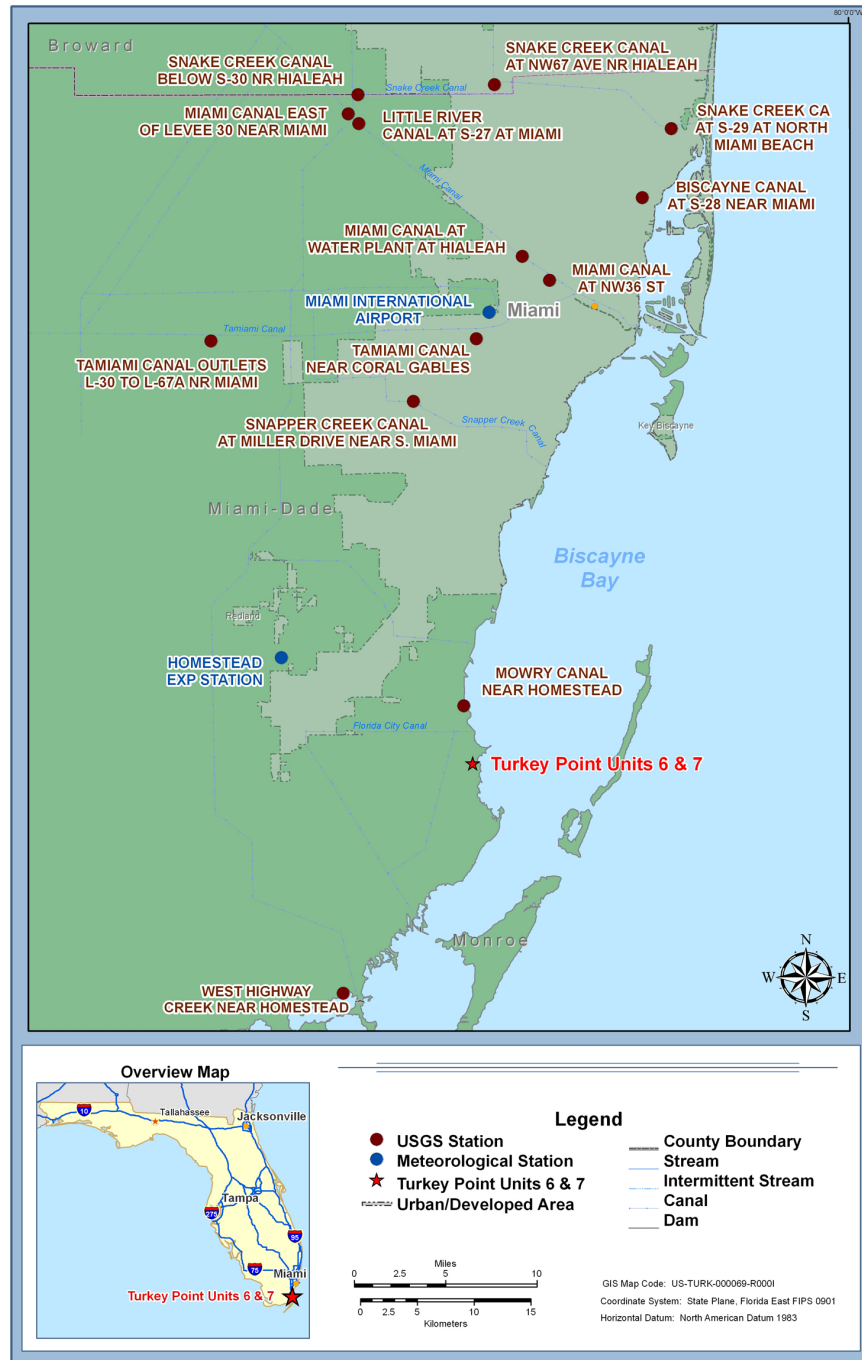 80°0'0"W
Broward
SNAKE CREEK CANAL
BELOW S-30 NR HIALEAH
SNAKE CREEK CANAL
AT NW67 AVE NR HIALEAH
Snake Creek Canal
MIAMI CANAL EAST
OF LEVEE 30 NEAR MIAMI
LITTLE RIVER
CANAL AT S-27 AT MIAMI
SNAKE CREEK CA
AT S-29 AT NORTH
MIAMI BEACH
Miami Canal
BISCAYNE CANAL
AT S-28 NEAR MIAMI
MIAMI CANAL AT
WATER PLANT AT HIALEAH
MIAMI CANAL
AT NW36 ST
MIAMI INTERNATIONAL
AIRPORT
Miami
Tamiami Canal
TAMIAMI CANAL OUTLETS
L-30 TO L-67A NR MIAMI
TAMIAMI CANAL
NEAR CORAL GABLES
SNAPPER CREEK CANAL
AT MILLER DRIVE NEAR S. MIAMI
Snapper Creek Canal
Key Biscayne
Miami-Dade
Biscayne
Bay
Redland
HOMESTEAD
EXP STATION
MOWRY CANAL
NEAR HOMESTEAD
Florida City Canal
Turkey Point Units 6 & 7
Monroe
WEST HIGHWAY
CREEK NEAR HOMESTEAD
N
W
E
S
Overview Map
10
Tallahassee
Jacksonville
Tampa
275
95
75
Miami
Turkey Point Units 6 & 7
Legend
USGS Station
Meteorological Station
Turkey Point Units 6 & 7
Urban/Developed Area
County Boundary
Stream
Intermittent Stream
Canal
Dam
Miles
0 2.5 5 10
0 2.5 5 10 15
Kilometers
GIS Map Code: US-TURK-000069-R000I
Coordinate System: State Plane, Florida East FIPS 0901
Horizontal Datum: North American Datum 1983